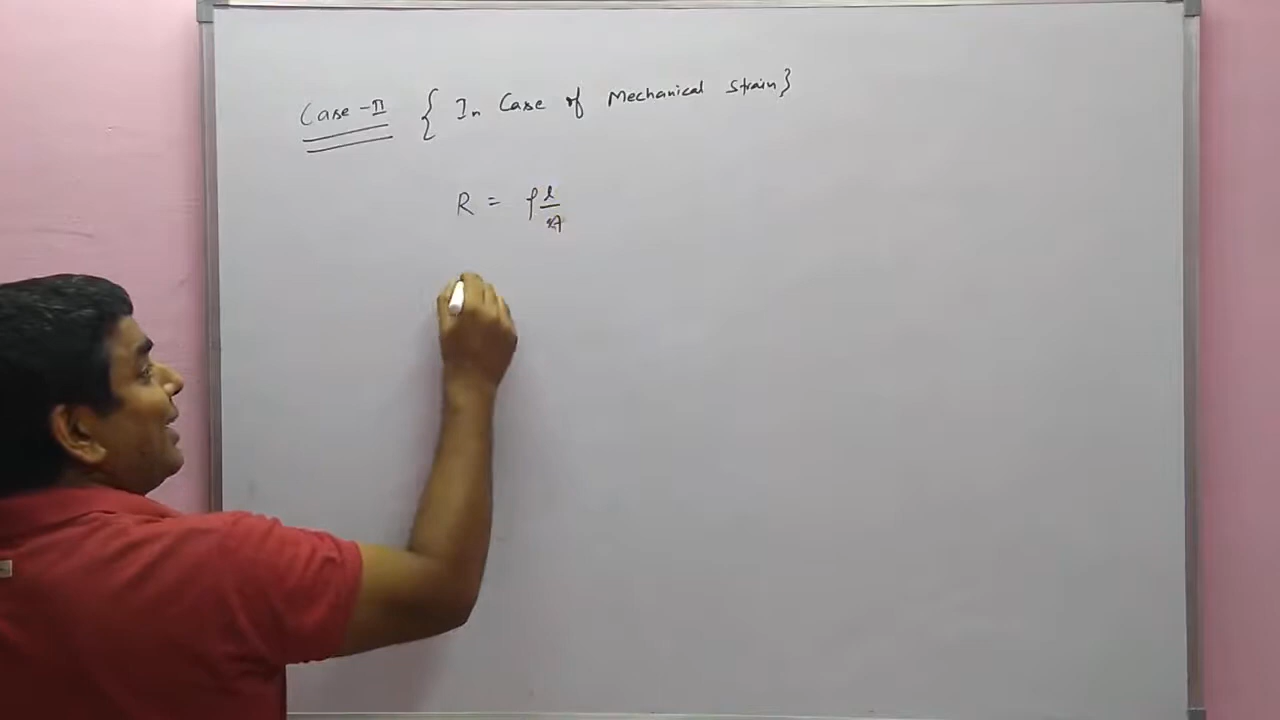 Case-II { In Case of Mechanical Strain}
R = ρ l/A